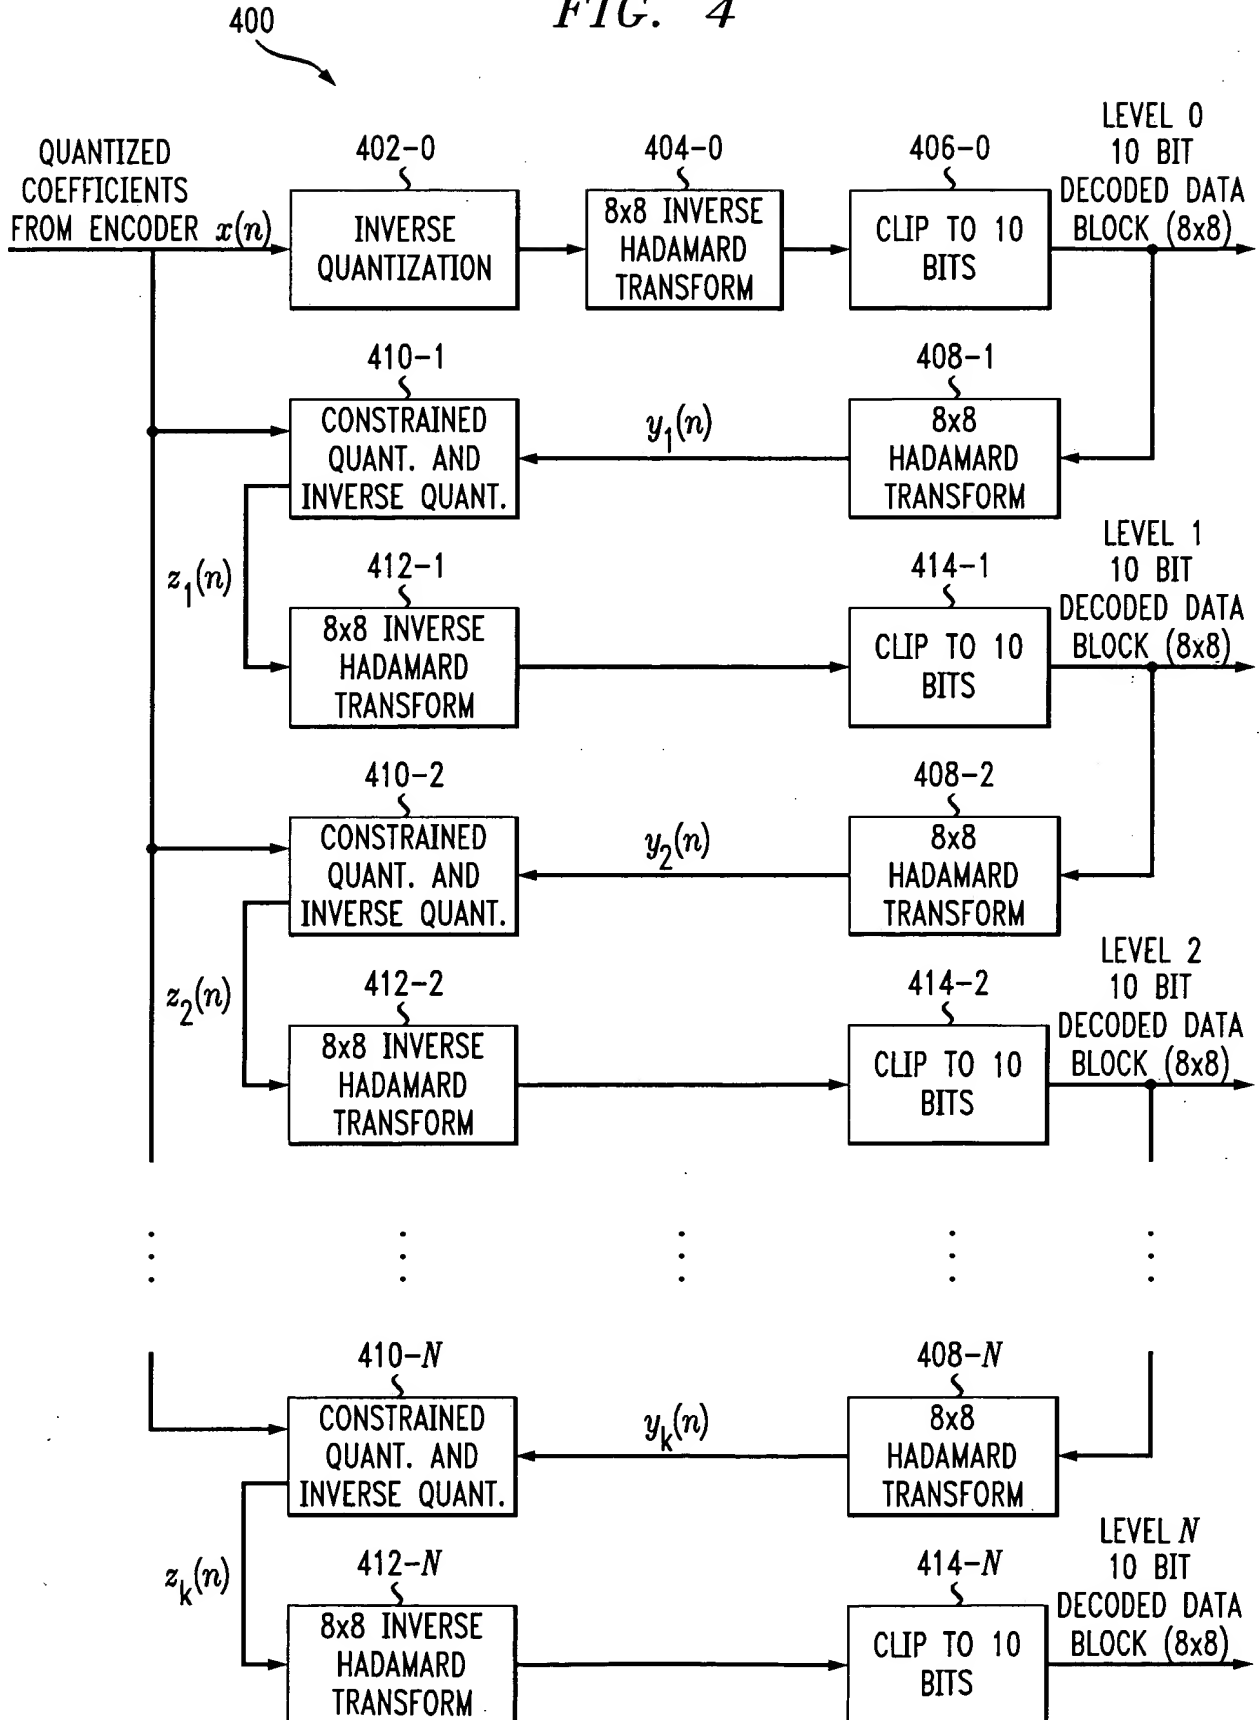 FIG. 4
400
QUANTIZED
COEFFICIENTS
FROM ENCODER x(n)
402-0
INVERSE
QUANTIZATION
404-0
8x8 INVERSE
HADAMARD
TRANSFORM
406-0
CLIP TO 10
BITS
LEVEL 0
10 BIT
DECODED DATA
BLOCK (8x8)
410-1
CONSTRAINED
QUANT. AND
INVERSE QUANT.
y1(n)
408-1
8x8
HADAMARD
TRANSFORM
z1(n)
412-1
8x8 INVERSE
HADAMARD
TRANSFORM
414-1
CLIP TO 10
BITS
LEVEL 1
10 BIT
DECODED DATA
BLOCK (8x8)
410-2
CONSTRAINED
QUANT. AND
INVERSE QUANT.
y2(n)
408-2
8x8
HADAMARD
TRANSFORM
z2(n)
412-2
8x8 INVERSE
HADAMARD
TRANSFORM
414-2
CLIP TO 10
BITS
LEVEL 2
10 BIT
DECODED DATA
BLOCK (8x8)
410-N
CONSTRAINED
QUANT. AND
INVERSE QUANT.
yk(n)
408-N
8x8
HADAMARD
TRANSFORM
zk(n)
412-N
8x8 INVERSE
HADAMARD
TRANSFORM
414-N
CLIP TO 10
BITS
LEVEL N
10 BIT
DECODED DATA
BLOCK (8x8)